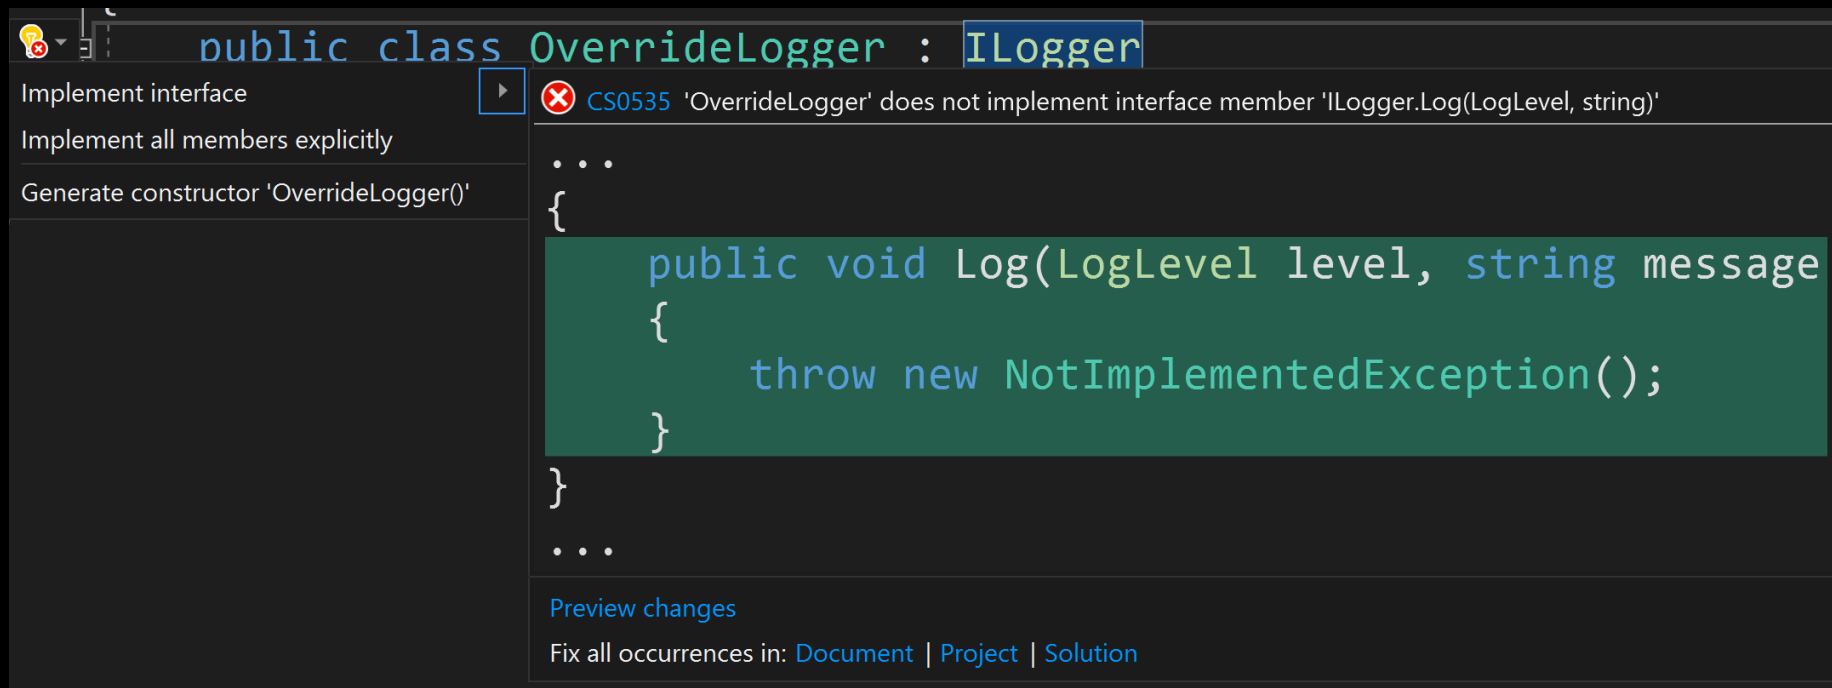 {
public class OverrideLogger : ILogger
Implement interface
Implement all members explicitly
Generate constructor 'OverrideLogger()'
CS0535 'OverrideLogger' does not implement interface member 'ILogger.Log(LogLevel, string)'
...
{
public void Log(LogLevel level, string message
{
throw new NotImplementedException();
}
}
...
Preview changes
Fix all occurrences in: Document | Project | Solution